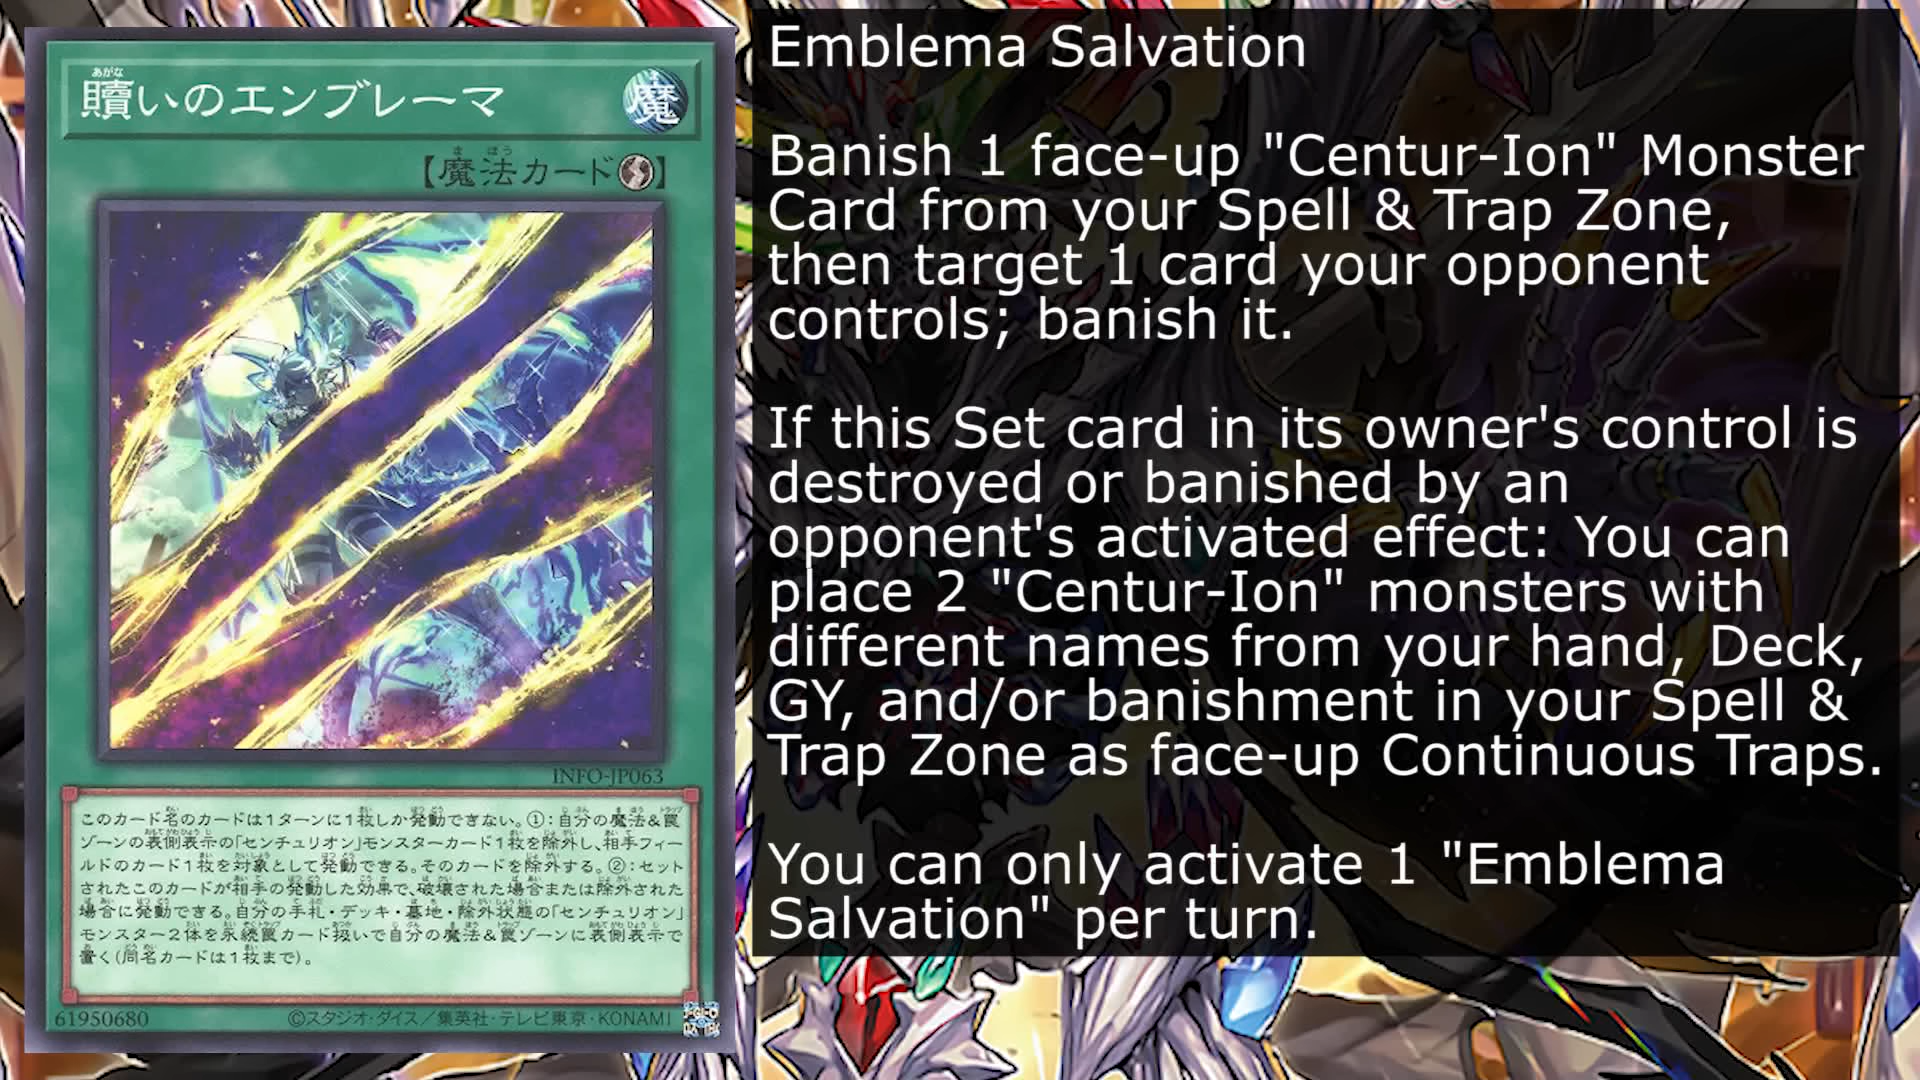 贖いのエンブレーマ
あがな
魔
【魔法カード】
ま ほう
INFO-JP063
このカード名のカードは1ターンに1枚しか発動できない。①:自分の魔法&罠
ゾーンの表側表示の「センチュリオン」モンスターカード1枚を除外し、相手フィー
ルドのカード1枚を対象として発動できる。そのカードを除外する。②:セット
されたこのカードが相手の発動した効果で、破壊された場合または除外された
場合に発動できる。自分の手札・デッキ・墓地・除外状態の「センチュリオン」
モンスター2体を永続罠カード扱いで自分の魔法&罠ゾーンに表側表示で
置く(同名カードは1枚まで)。
61950680
©スタジオ・ダイス/集英社・テレビ東京・KONAMI
Emblema Salvation
Banish 1 face-up "Centur-Ion" Monster
Card from your Spell & Trap Zone,
then target 1 card your opponent
controls; banish it.
If this Set card in its owner's control is
destroyed or banished by an
opponent's activated effect: You can
place 2 "Centur-Ion" monsters with
different names from your hand, Deck,
GY, and/or banishment in your Spell &
Trap Zone as face-up Continuous Traps.
You can only activate 1 "Emblema
Salvation" per turn.